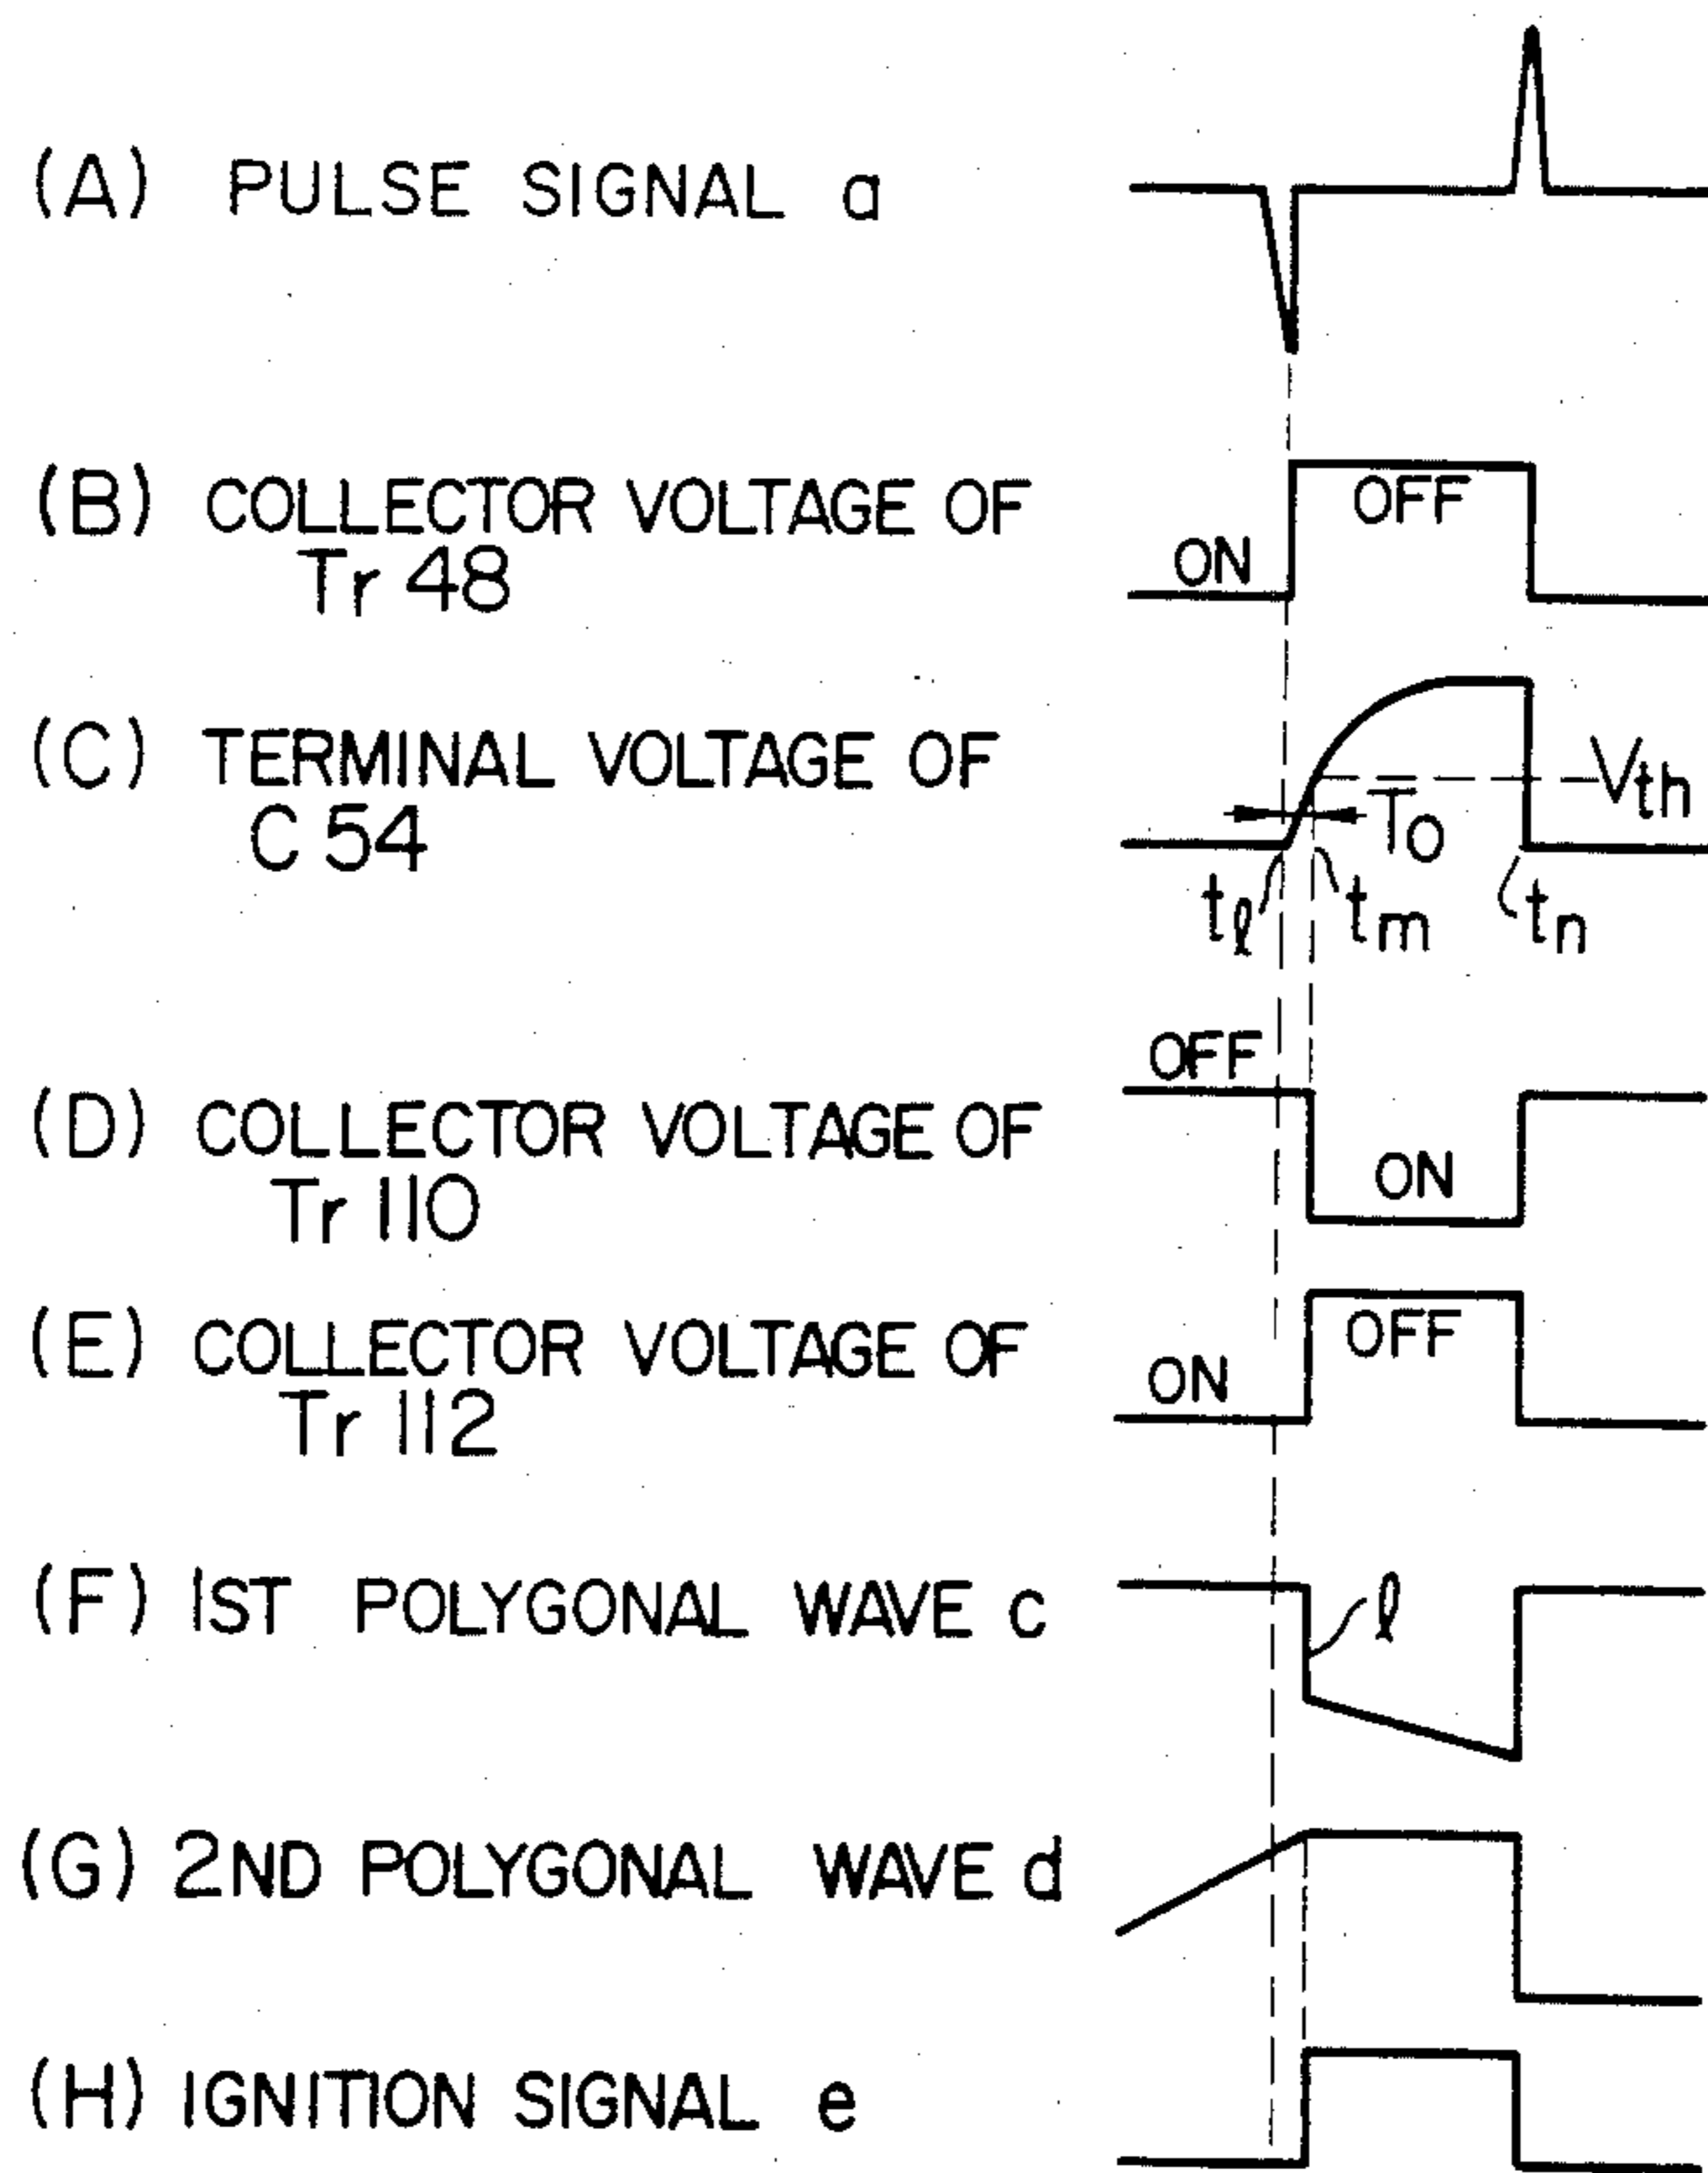 (A) PULSE SIGNAL a
(B) COLLECTOR VOLTAGE OF
Tr 48
OFF
ON
(C) TERMINAL VOLTAGE OF
C 54
Vth
To
tℓ
tm
tn
(D) COLLECTOR VOLTAGE OF
Tr 110
OFF
ON
(E) COLLECTOR VOLTAGE OF
Tr 112
OFF
ON
(F) 1ST POLYGONAL WAVE c
ℓ
(G) 2ND POLYGONAL WAVE d
(H) IGNITION SIGNAL e